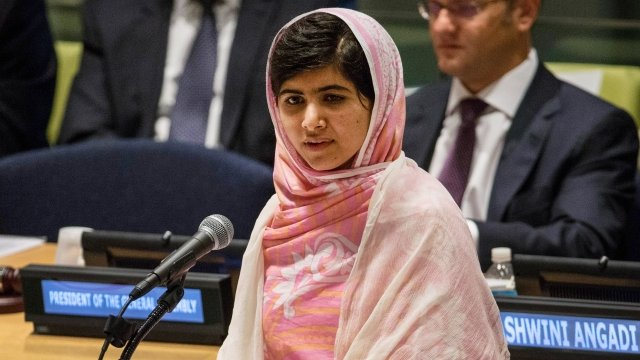 PRESIDENT OF THE GENERAL ASSEMBLY
SHWINI ANGADI